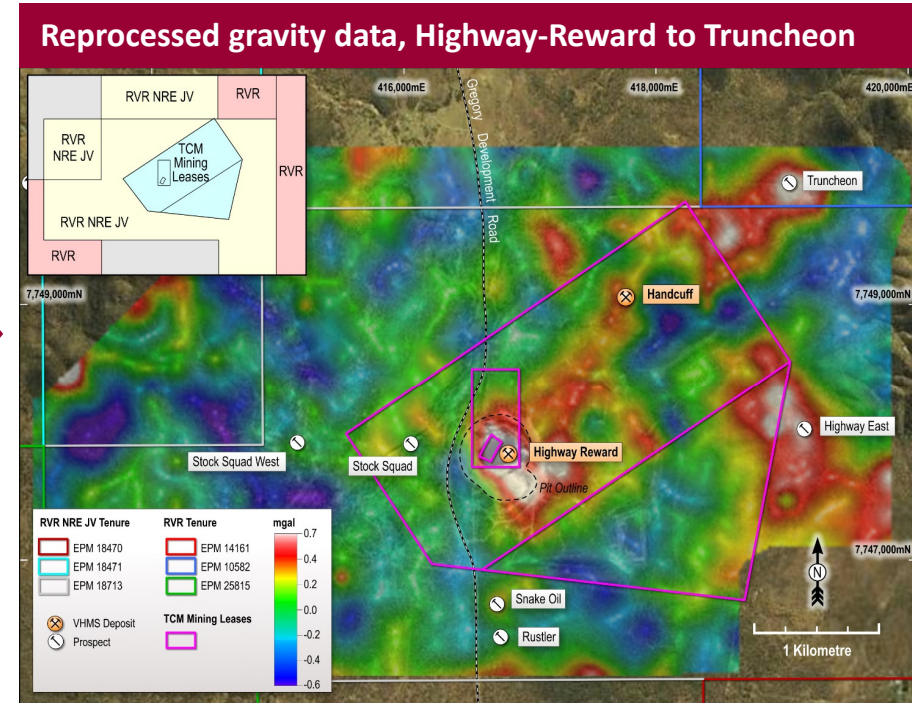 Reprocessed gravity data, Highway-Reward to Truncheon
416,000mE
418,000mE
420,000mE
RVR NRE JV
RVR
RVR
NRE JV
TCM
Mining
Leases
RVR
RVR NRE JV
RVR
Gregory Development Road
Truncheon
7,749,000mN
Handcuff
7,749,000mN
Highway East
Stock Squad West
Stock Squad
Highway Reward
Pit Outline
7,747,000mN
Snake Oil
Rustler
N
1 Kilometre
RVR NRE JV Tenure
EPM 18470
EPM 18471
EPM 18713
VHMS Deposit
Prospect
RVR Tenure
EPM 14161
EPM 10582
EPM 25815
TCM Mining Leases
mgal
0.7
0.4
0.2
-0.0
-0.2
-0.4
-0.6